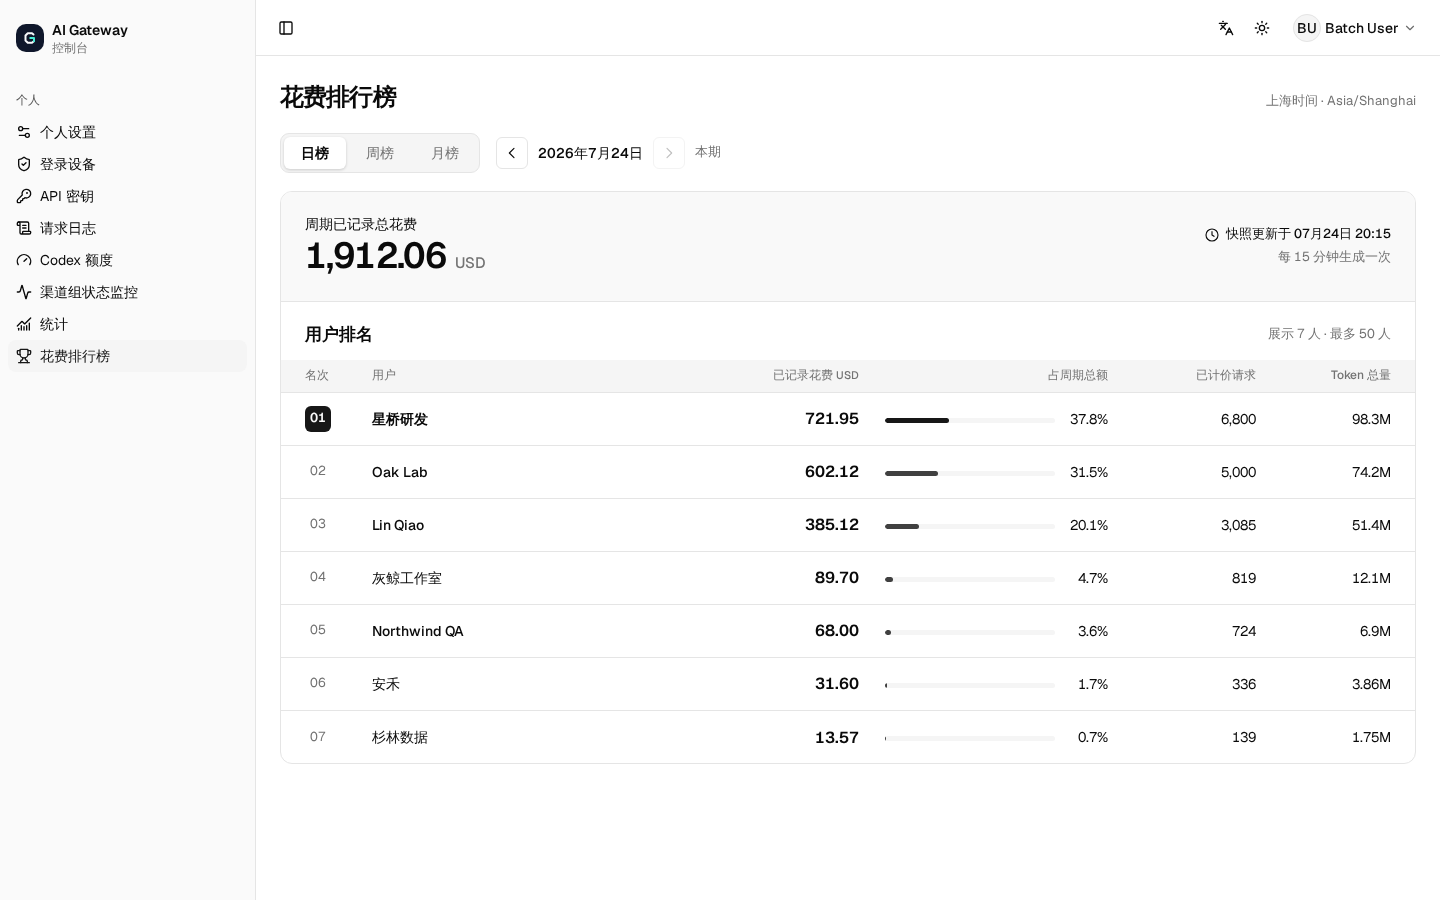 G
AI Gateway
控制台
BU Batch User
个人
个人设置
登录设备
API 密钥
请求日志
Codex 额度
渠道组状态监控
统计
花费排行榜
花费排行榜
上海时间 · Asia/Shanghai
日榜 周榜 月榜 2026年7月24日 本期
周期已记录总花费
1,912.06 USD
快照更新于 07月24日 20:15
每 15 分钟生成一次
用户排名
展示 7 人 · 最多 50 人
名次 用户 已记录花费 USD 占周期总额 已计价请求 Token 总量
01 星桥研发 721.95 37.8% 6,800 98.3M
02 Oak Lab 602.12 31.5% 5,000 74.2M
03 Lin Qiao 385.12 20.1% 3,085 51.4M
04 灰鲸工作室 89.70 4.7% 819 12.1M
05 Northwind QA 68.00 3.6% 724 6.9M
06 安禾 31.60 1.7% 336 3.86M
07 杉林数据 13.57 0.7% 139 1.75M